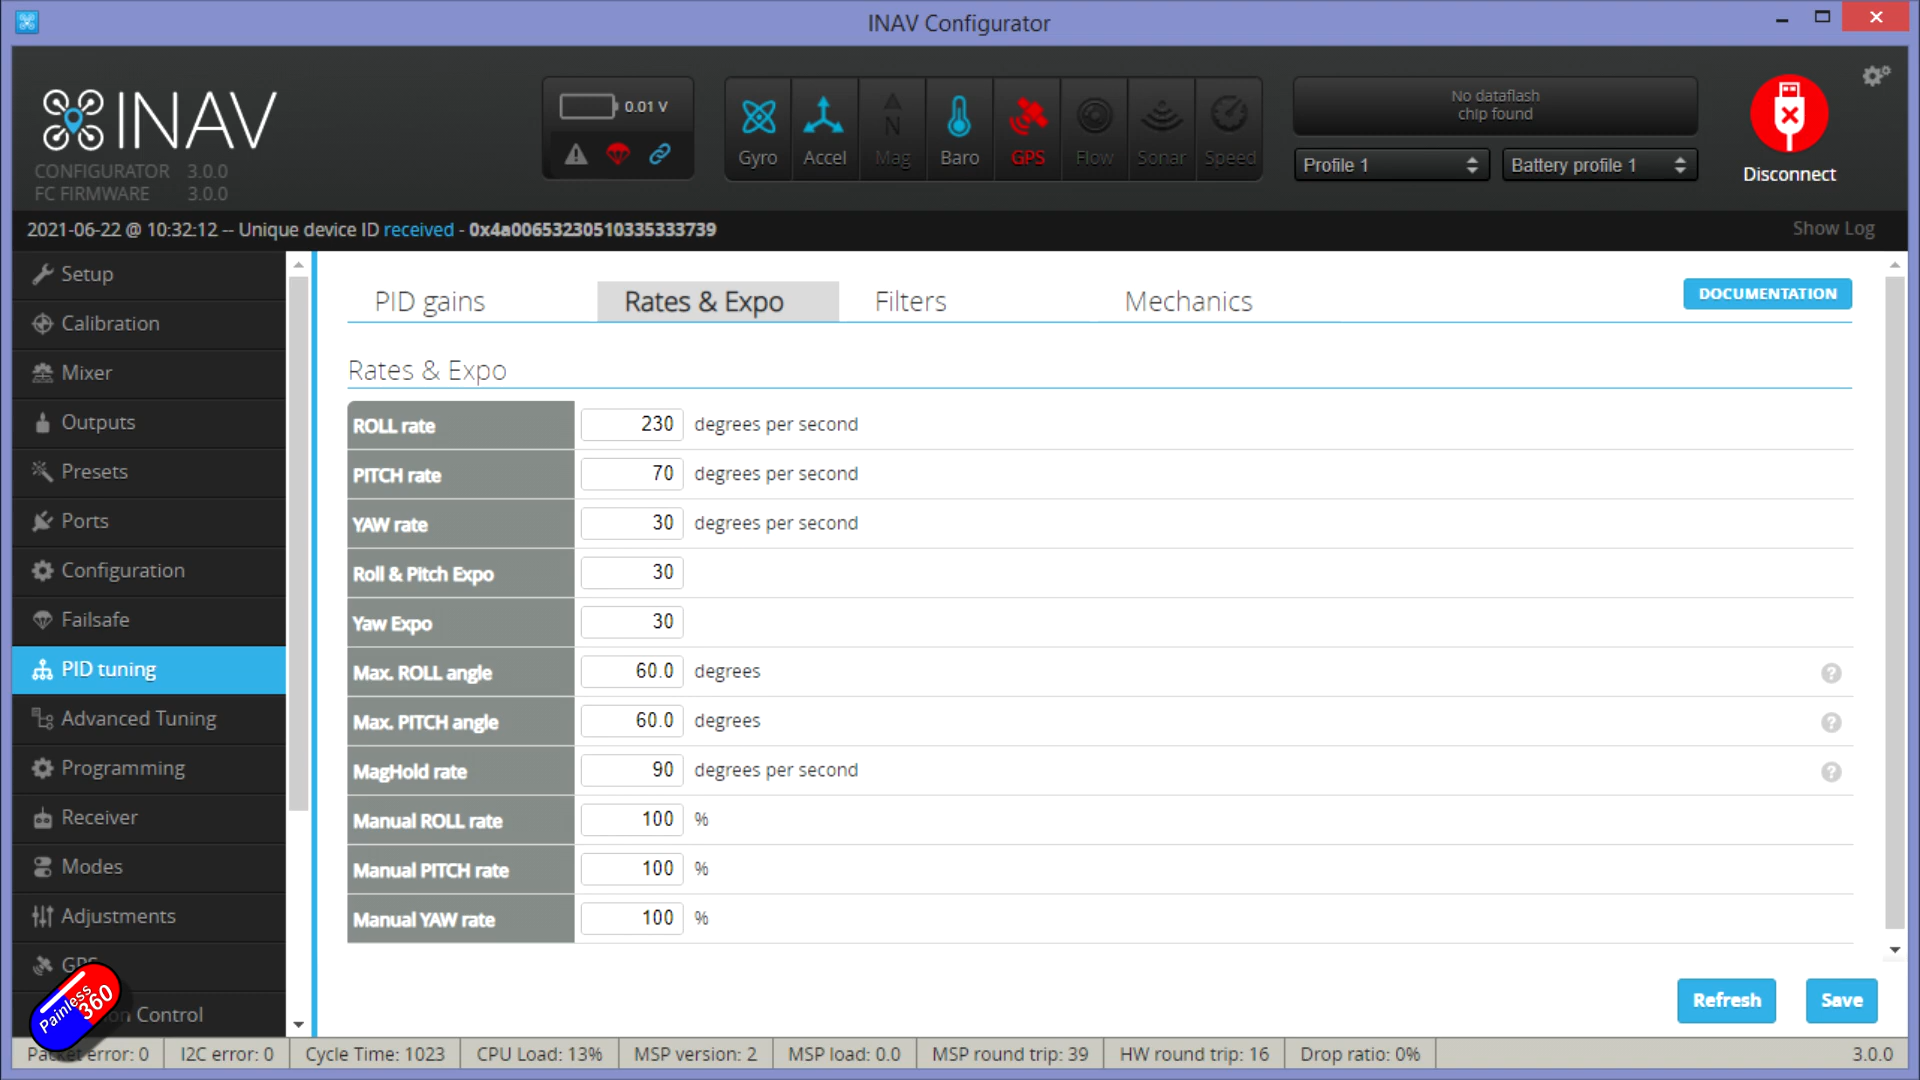 INAV Configurator
INAV
CONFIGURATOR 3.0.0
FC FIRMWARE 3.0.0
0.01 V
Gyro
Accel
N
Mag
Baro
GPS
Flow
Sonar
Speed
No dataflash
chip found
Profile 1
Battery profile 1
Disconnect
2021-06-22 @ 10:32:12 -- Unique device ID received - 0x4a00653230510335333739
Show Log
Setup
Calibration
Mixer
Outputs
Presets
Ports
Configuration
Failsafe
PID tuning
Advanced Tuning
Programming
Receiver
Modes
Adjustments
GPS
Control
Painless
360
PID gains
Rates & Expo
Filters
Mechanics
DOCUMENTATION
Rates & Expo
ROLL rate 230 degrees per second
PITCH rate 70 degrees per second
YAW rate 30 degrees per second
Roll & Pitch Expo 30
Yaw Expo 30
Max. ROLL angle 60.0 degrees ?
Max. PITCH angle 60.0 degrees ?
MagHold rate 90 degrees per second ?
Manual ROLL rate 100 %
Manual PITCH rate 100 %
Manual YAW rate 100 %
Refresh
Save
Packet error: 0
I2C error: 0
Cycle Time: 1023
CPU Load: 13%
MSP version: 2
MSP load: 0.0
MSP round trip: 39
HW round trip: 16
Drop ratio: 0%
3.0.0